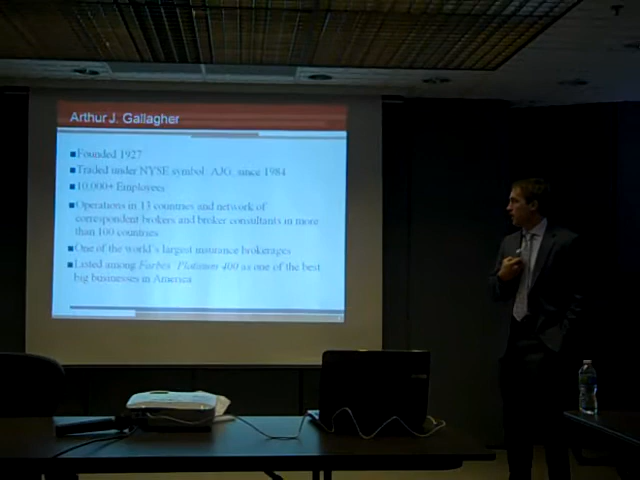 Arthur J. Gallagher
■Founded 1927
■Traded under NYSE symbol AJG, since 1984
■10,000+ Employees
■Operations in 13 countries and network of
correspondent brokers and broker consultants in more
than 100 countries
■One of the world's largest insurance brokerages
■Listed among Forbes Platinum 400 as one of the best
big businesses in America